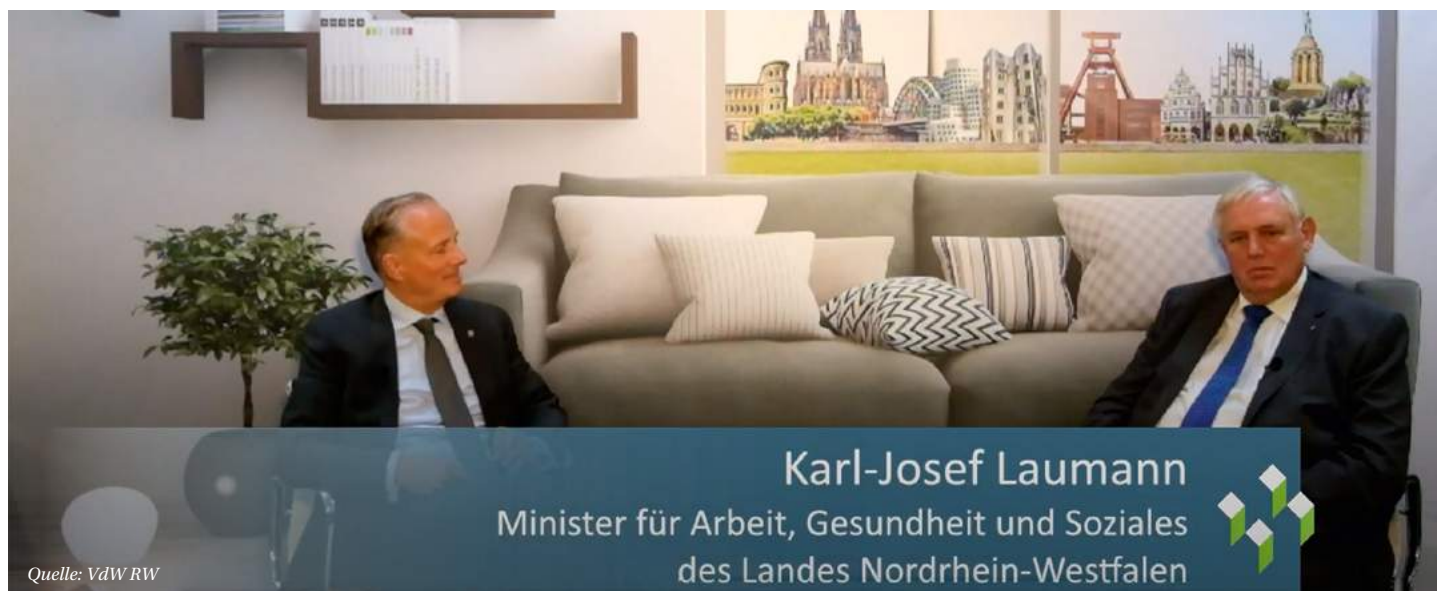 Karl-Josef Laumann
Minister für Arbeit, Gesundheit und Soziales
des Landes Nordrhein-Westfalen
Quelle: VdW RW